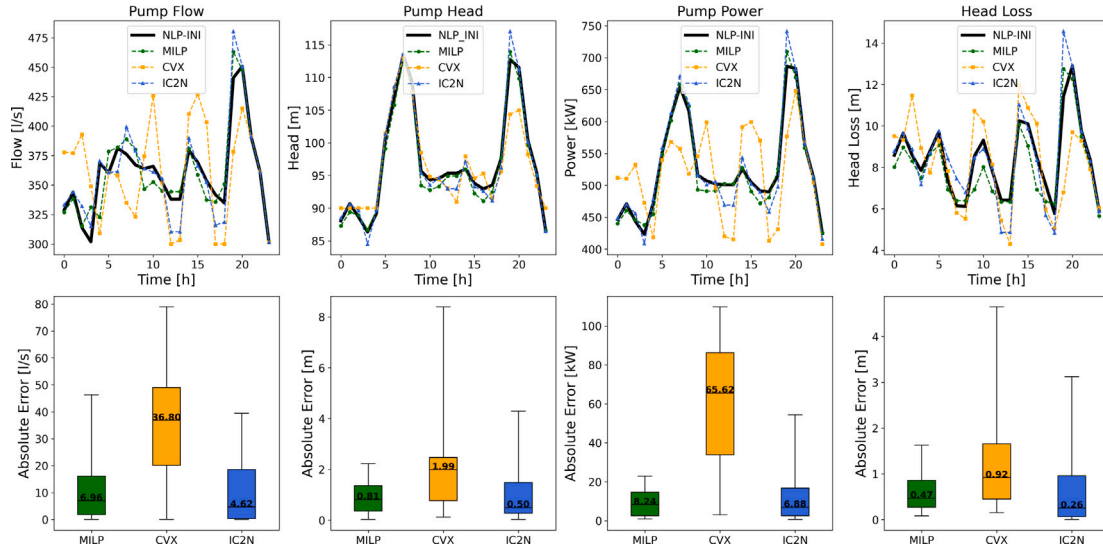 Pump Flow
Pump Head
Pump Power
Head Loss
Flow [l/s]
475
450
425
400
375
350
325
300
NLP-INI
MILP
CVX
IC2N
0 5 10 15 20
Time [h]
Head [m]
115
110
105
100
95
90
85
NLP_INI
MILP
CVX
IC2N
0 5 10 15 20
Time [h]
Power [kW]
750
700
650
600
550
500
450
400
NLP-INI
MILP
CVX
IC2N
0 5 10 15 20
Time [h]
Head Loss [m]
14
12
10
8
6
4
NLP-INI
MILP
CVX
IC2N
0 5 10 15 20
Time [h]
Absolute Error [l/s]
80
70
60
50
40
30
20
10
0
6.96
36.80
4.62
MILP CVX IC2N
Absolute Error [m]
8
6
4
2
0
0.81
1.99
0.50
MILP CVX IC2N
Absolute Error [kW]
100
80
60
40
20
0
8.24
65.62
6.88
MILP CVX IC2N
Absolute Error [m]
4
3
2
1
0
0.47
0.92
0.26
MILP CVX IC2N